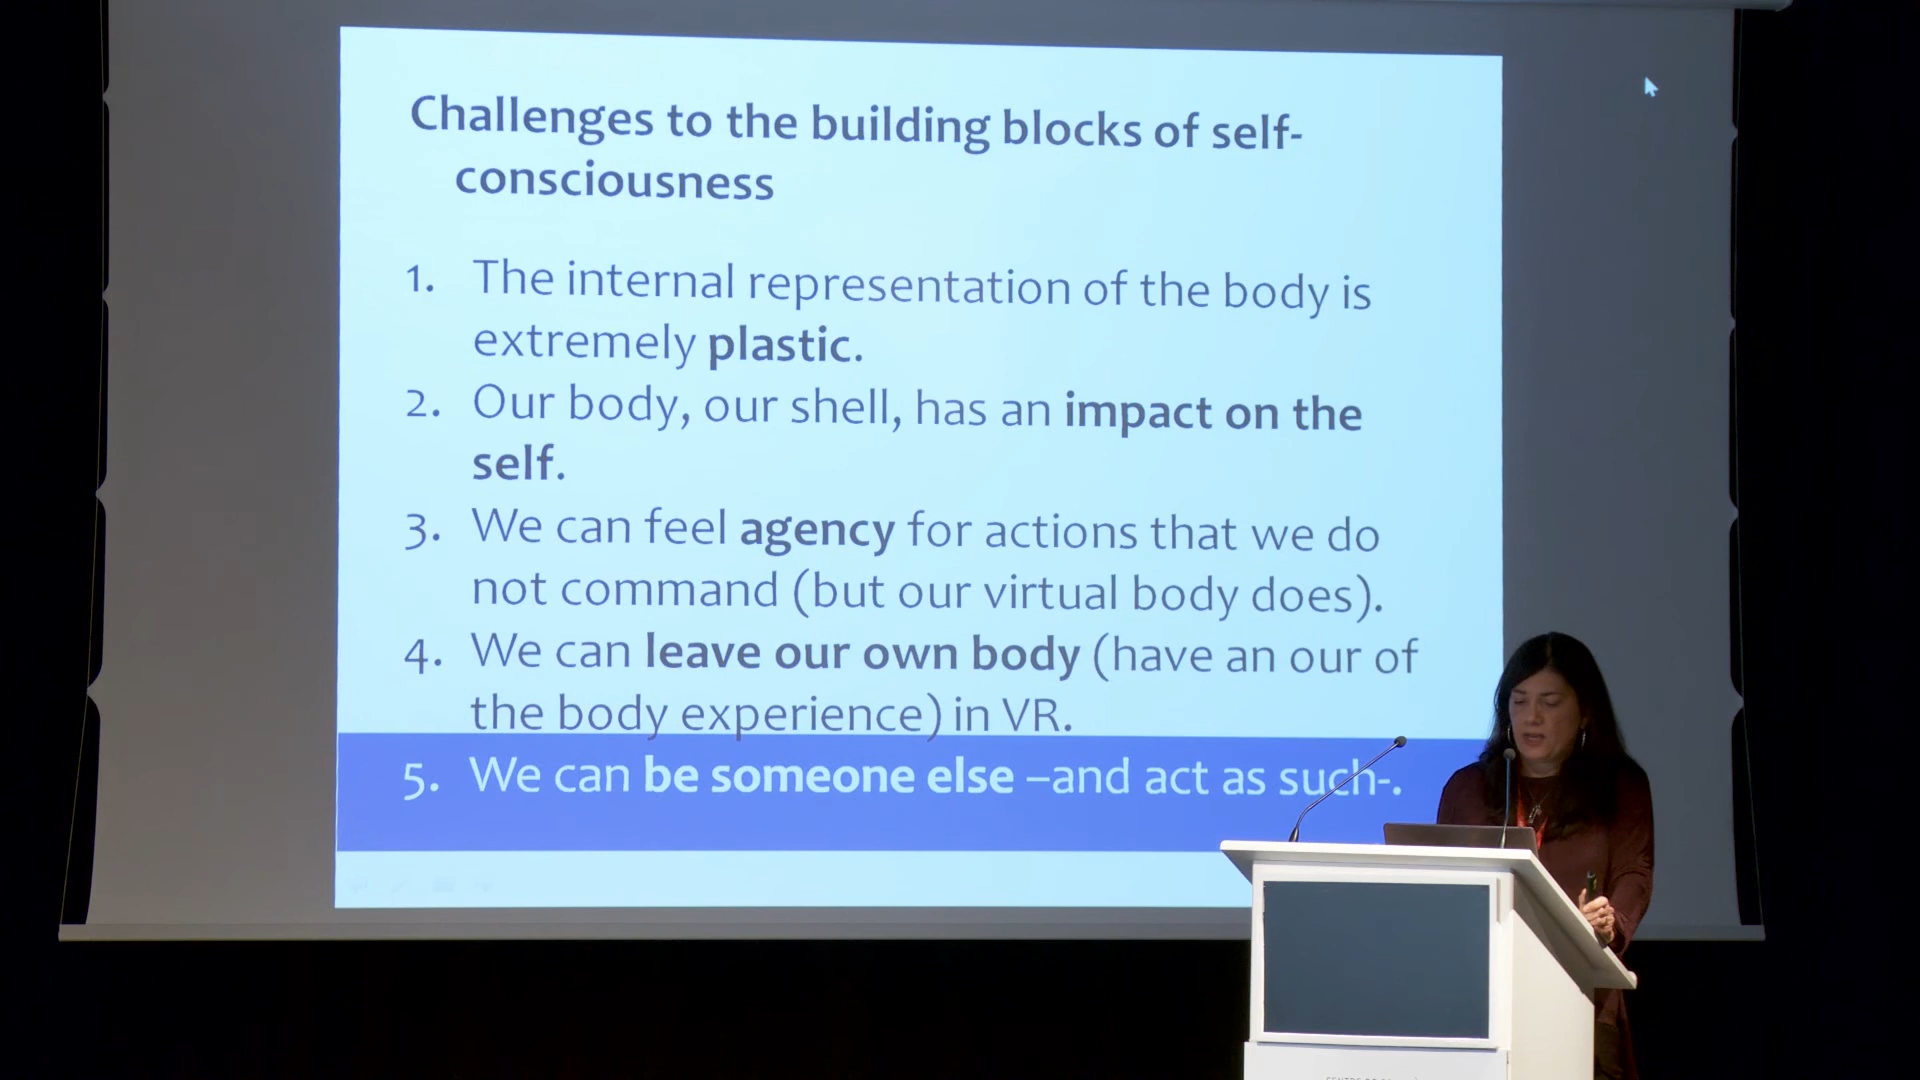 Challenges to the building blocks of self-
consciousness
1. The internal representation of the body is
extremely plastic.
2. Our body, our shell, has an impact on the
self.
3. We can feel agency for actions that we do
not command (but our virtual body does).
4. We can leave our own body (have an our of
the body experience) in VR.
5. We can be someone else –and act as such-.